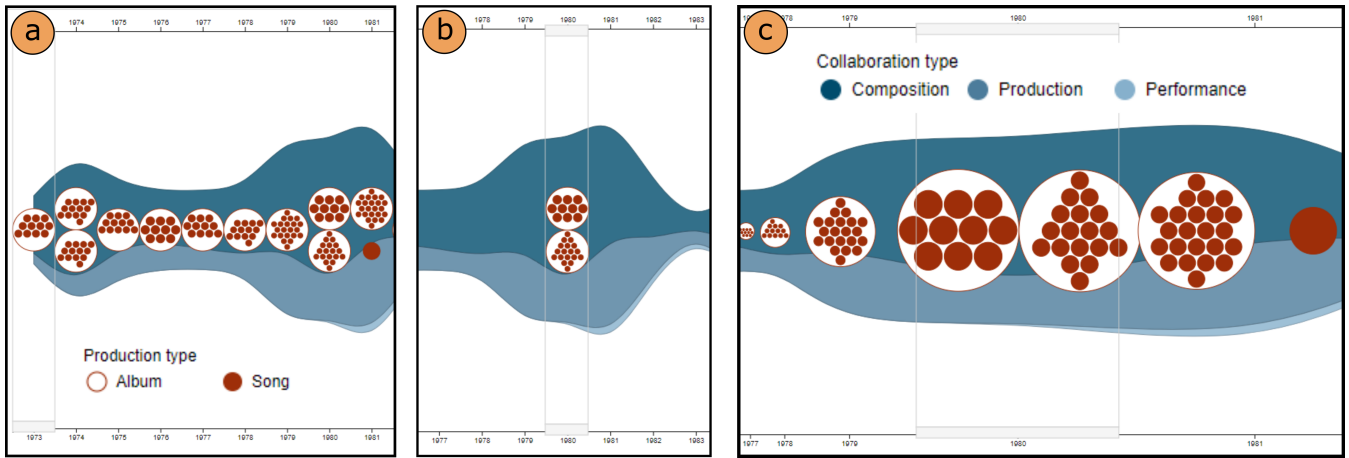 a
1974 1975 1976 1977 1978 1979 1980 1981
Production type
Album Song
1973 1974 1975 1976 1977 1978 1979 1980 1981
b
1978 1979 1980 1981 1982 1983
1977 1978 1979 1980 1981 1982 1983
c
1978 1979 1980 1981
Collaboration type
Composition Production Performance
1977 1978 1979 1980 1981